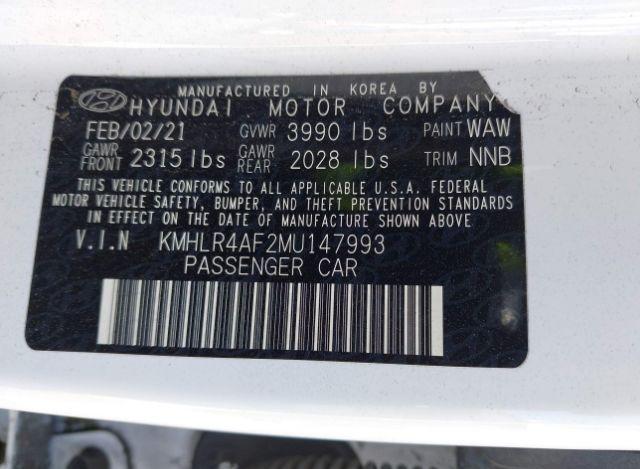 MANUFACTURED IN KOREA BY
HYUNDAI MOTOR COMPANY
FEB/02/21 GVWR 3990 lbs PAINT WAW
GAWR FRONT 2315 lbs GAWR REAR 2028 lbs TRIM NNB
THIS VEHICLE CONFORMS TO ALL APPLICABLE U.S.A. FEDERAL
MOTOR VEHICLE SAFETY, BUMPER, AND THEFT PREVENTION STANDARDS
IN EFFECT ON THE DATE OF MANUFACTURE SHOWN ABOVE
V.I.N KMHLR4AF2MU147993
PASSENGER CAR